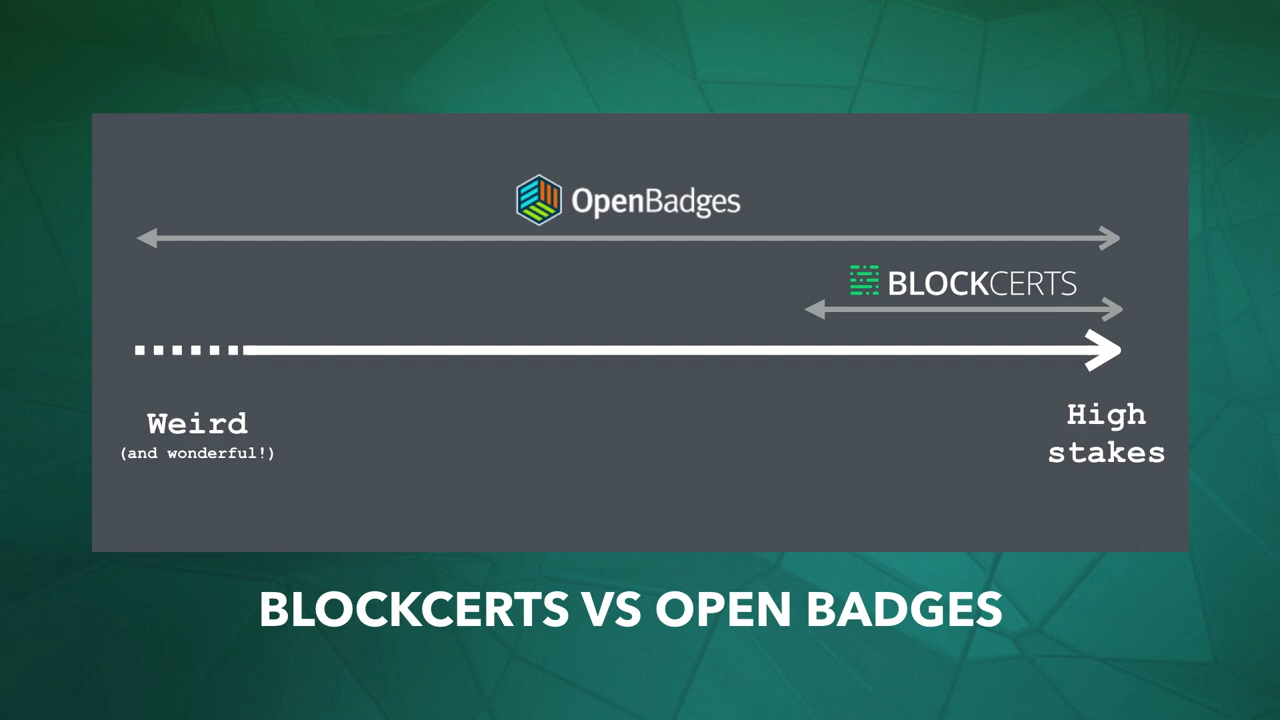 OpenBadges
BLOCKCERTS
Weird
(and wonderful!)
High
stakes
BLOCKCERTS VS OPEN BADGES